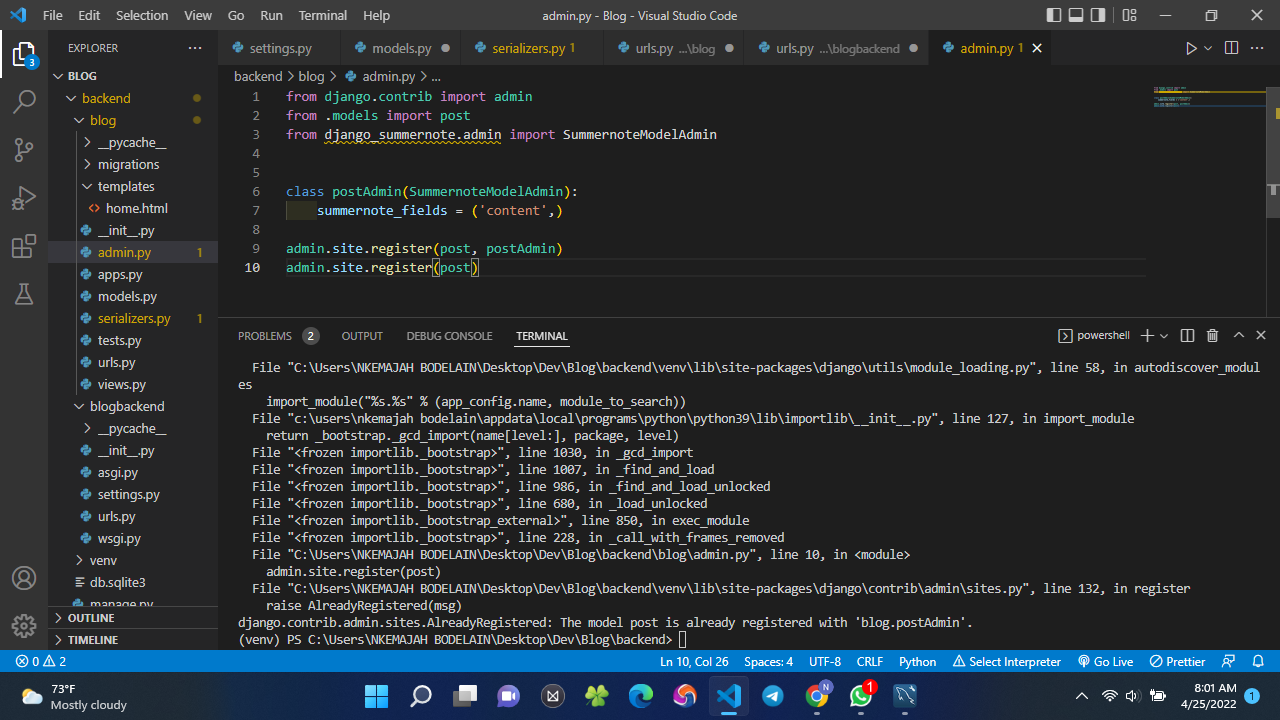 File Edit Selection View Go Run Terminal Help admin.py - Blog - Visual Studio Code
EXPLORER ···
settings.py models.py serializers.py 1 urls.py ...\blog urls.py ...\blogbackend admin.py 1
3
BLOG
backend
blog
__pycache__
migrations
templates
home.html
__init__.py
admin.py 1
apps.py
models.py
serializers.py 1
tests.py
urls.py
views.py
blogbackend
__pycache__
__init__.py
asgi.py
settings.py
urls.py
wsgi.py
venv
db.sqlite3
manage.py
OUTLINE
TIMELINE
backend > blog > admin.py > ...
1 from django.contrib import admin
2 from .models import post
3 from django_summernote.admin import SummernoteModelAdmin
4
5
6 class postAdmin(SummernoteModelAdmin):
7 summernote_fields = ('content',)
8
9 admin.site.register(post, postAdmin)
10 admin.site.register(post)
PROBLEMS 2 OUTPUT DEBUG CONSOLE TERMINAL powershell
File "C:\Users\NKEMAJAH BODELAIN\Desktop\Dev\Blog\backend\venv\lib\site-packages\django\utils\module_loading.py", line 58, in autodiscover_modul
es
import_module("%s.%s" % (app_config.name, module_to_search))
File "c:\users\nkemajah bodelain\appdata\local\programs\python\python39\lib\importlib\__init__.py", line 127, in import_module
return _bootstrap._gcd_import(name[level:], package, level)
File "<frozen importlib._bootstrap>", line 1030, in _gcd_import
File "<frozen importlib._bootstrap>", line 1007, in _find_and_load
File "<frozen importlib._bootstrap>", line 986, in _find_and_load_unlocked
File "<frozen importlib._bootstrap>", line 680, in _load_unlocked
File "<frozen importlib._bootstrap_external>", line 850, in exec_module
File "<frozen importlib._bootstrap>", line 228, in _call_with_frames_removed
File "C:\Users\NKEMAJAH BODELAIN\Desktop\Dev\Blog\backend\blog\admin.py", line 10, in <module>
admin.site.register(post)
File "C:\Users\NKEMAJAH BODELAIN\Desktop\Dev\Blog\backend\venv\lib\site-packages\django\contrib\admin\sites.py", line 132, in register
raise AlreadyRegistered(msg)
django.contrib.admin.sites.AlreadyRegistered: The model post is already registered with 'blog.postAdmin'.
(venv) PS C:\Users\NKEMAJAH BODELAIN\Desktop\Dev\Blog\backend>
0 2 Ln 10, Col 26 Spaces: 4 UTF-8 CRLF Python Select Interpreter Go Live Prettier
73°F
Mostly cloudy
N
1
8:01 AM
4/25/2022
1